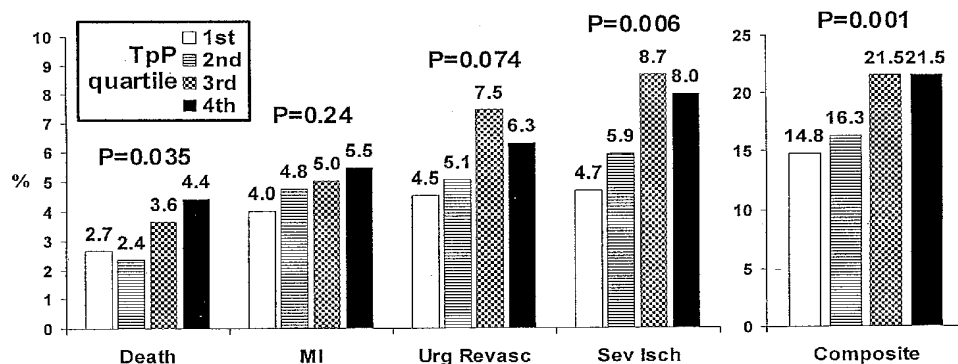 TpP quartile
1st
2nd
3rd
4th
%
10
9
8
7
6
5
4
3
2
1
0
P=0.035
2.7
2.4
3.6
4.4
Death
P=0.24
4.0
4.8
5.0
5.5
MI
P=0.074
4.5
5.1
7.5
6.3
Urg Revasc
P=0.006
4.7
5.9
8.7
8.0
Sev Isch
P=0.001
25
20
15
10
5
0
14.8
16.3
21.5
21.5
Composite